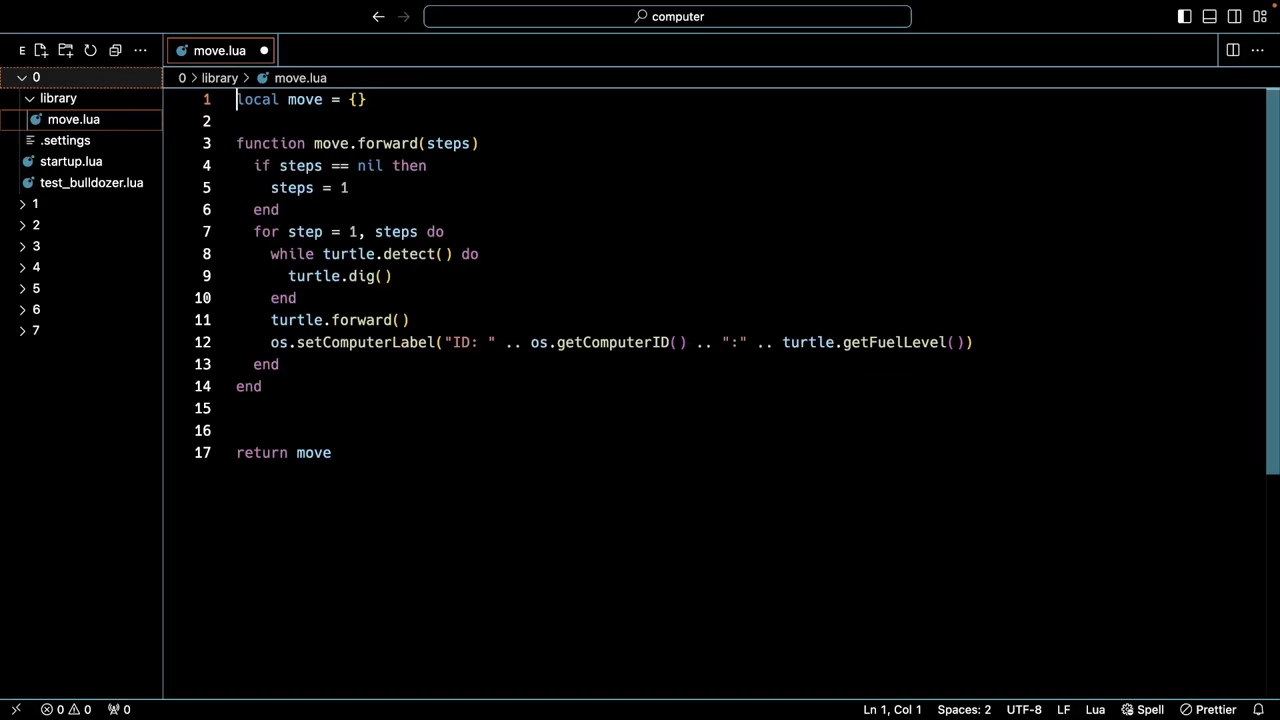 computer
E
move.lua
0
0 > library > move.lua
library
move.lua
.settings
startup.lua
test_bulldozer.lua
1
2
3
4
5
6
7
1 local move = {}
2
3 function move.forward(steps)
4 if steps == nil then
5 steps = 1
6 end
7 for step = 1, steps do
8 while turtle.detect() do
9 turtle.dig()
10 end
11 turtle.forward()
12 os.setComputerLabel("ID: " .. os.getComputerID() .. ":" .. turtle.getFuelLevel())
13 end
14 end
15
16
17 return move
0 0 0 Ln 1, Col 1 Spaces: 2 UTF-8 LF Lua Spell Prettier